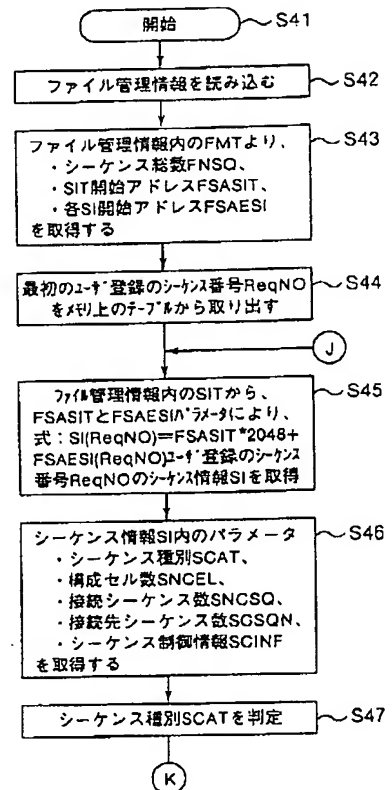 開始
S41
ファイル管理情報を読み込む
S42
ファイル管理情報内のFMTより、
・シーケンス総数FNSQ、
・SIT開始アドレスFSASIT、
・各SI開始アドレスFSAESI
を取得する
S43
最初のユーザ登録のシーケンス番号ReqNO
をメモリ上のテーブルから取り出す
S44
J
ファイル管理情報内のSITから、
FSASITとFSAESIパラメータにより、
式：SI(ReqNO)=FSASIT*2048+
FSAESI(ReqNO)ユーザ登録のシーケンス
番号ReqNOのシーケンス情報SIを取得
S45
シーケンス情報SI内のパラメータ
・シーケンス種別SCAT、
・構成セル数SNCEL、
・接続シーケンス数SNCSQ、
・接続先シーケンス数SCSQN、
・シーケンス制御情報SCINF
を取得する
S46
シーケンス種別SCATを判定
S47
K